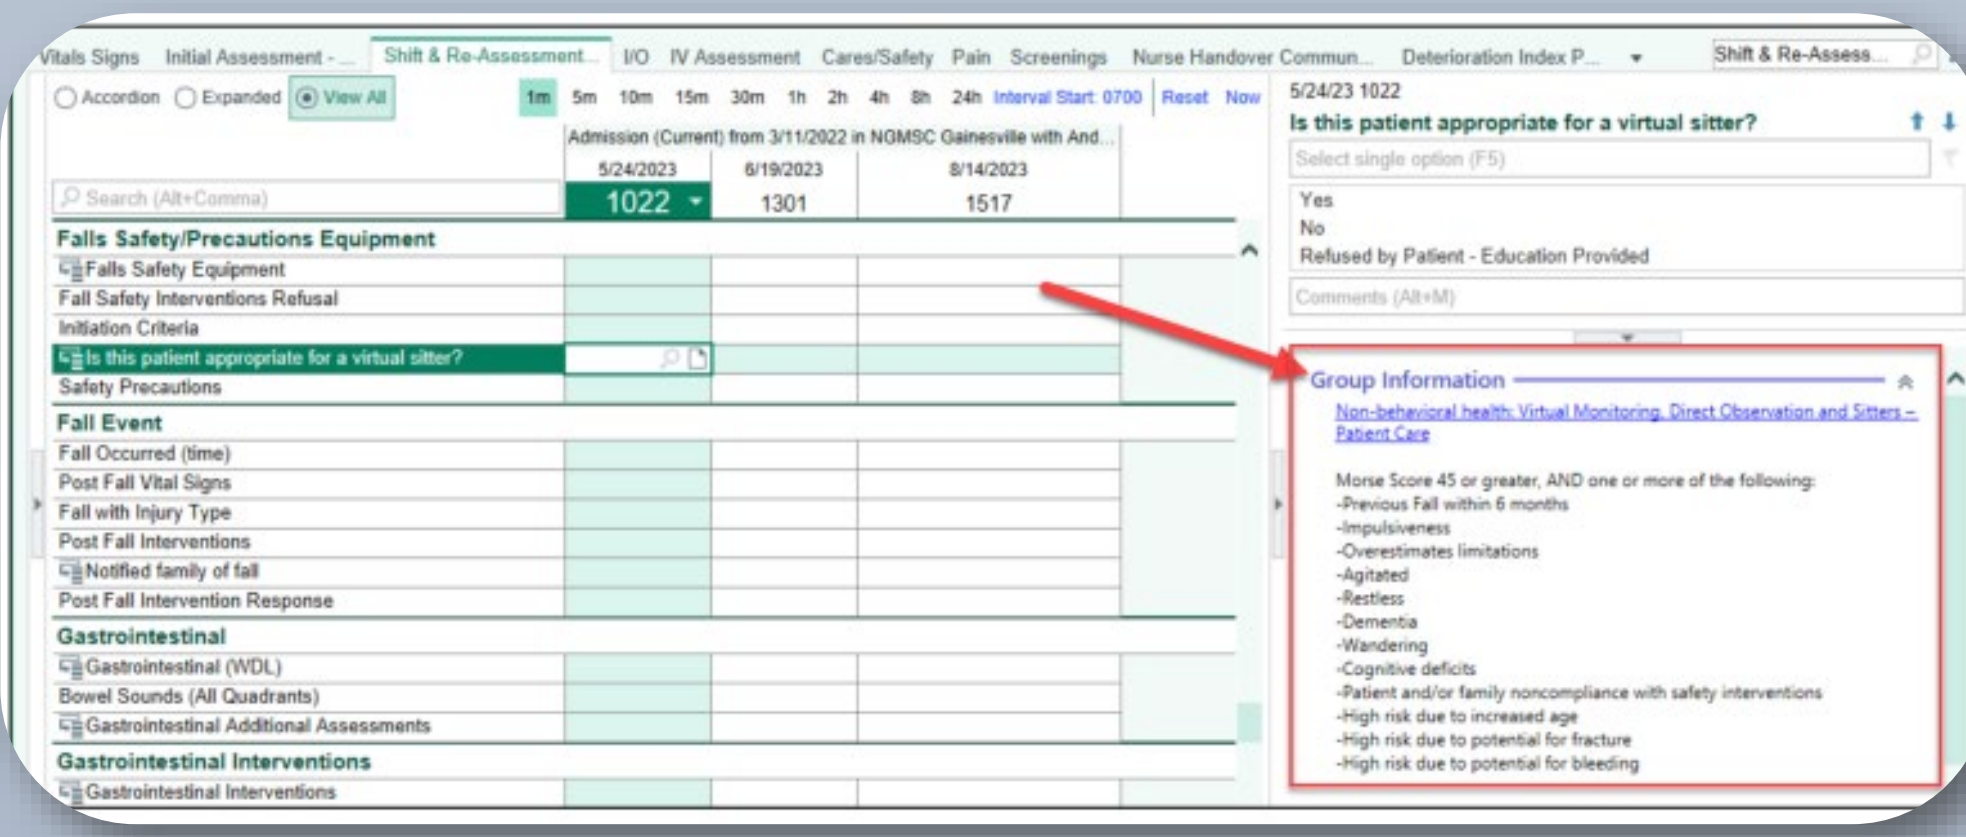 Vitals Signs Initial Assessment - ... Shift & Re-Assessment... I/O IV Assessment Cares/Safety Pain Screenings Nurse Handover Commun... Deterioration Index P... Shift & Re-Assess...
Accordion Expanded View All 1m 5m 10m 15m 30m 1h 2h 4h 8h 24h Interval Start: 0700 Reset Now
Admission (Current) from 3/11/2022 in NGMSC Gainesville with And...
5/24/2023 6/19/2023 8/14/2023
Search (Alt+Comma) 1022 1301 1517
Falls Safety/Precautions Equipment
Falls Safety Equipment
Fall Safety Interventions Refusal
Initiation Criteria
Is this patient appropriate for a virtual sitter?
Safety Precautions
Fall Event
Fall Occurred (time)
Post Fall Vital Signs
Fall with Injury Type
Post Fall Interventions
Notified family of fall
Post Fall Intervention Response
Gastrointestinal
Gastrointestinal (WDL)
Bowel Sounds (All Quadrants)
Gastrointestinal Additional Assessments
Gastrointestinal Interventions
Gastrointestinal Interventions
5/24/23 1022
Is this patient appropriate for a virtual sitter?
Select single option (F5)
Yes
No
Refused by Patient - Education Provided
Comments (Alt+M)
Group Information
Non-behavioral health: Virtual Monitoring, Direct Observation and Sitters –
Patient Care
Morse Score 45 or greater, AND one or more of the following:
-Previous Fall within 6 months
-Impulsiveness
-Overestimates limitations
-Agitated
-Restless
-Dementia
-Wandering
-Cognitive deficits
-Patient and/or family noncompliance with safety interventions
-High risk due to increased age
-High risk due to potential for fracture
-High risk due to potential for bleeding